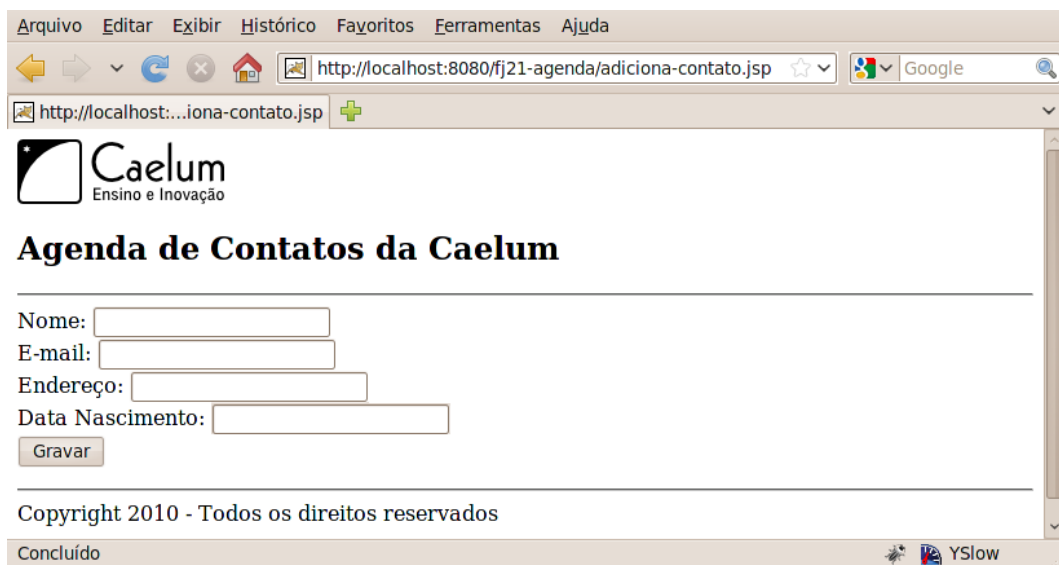 Arquivo Editar Exibir Histórico Favoritos Ferramentas Ajuda
http://localhost:8080/fj21-agenda/adiciona-contato.jsp Google
http://localhost:...iona-contato.jsp
Caelum
Ensino e Inovação
Agenda de Contatos da Caelum
Nome:
E-mail:
Endereço:
Data Nascimento:
Gravar
Copyright 2010 - Todos os direitos reservados
Concluído YSlow